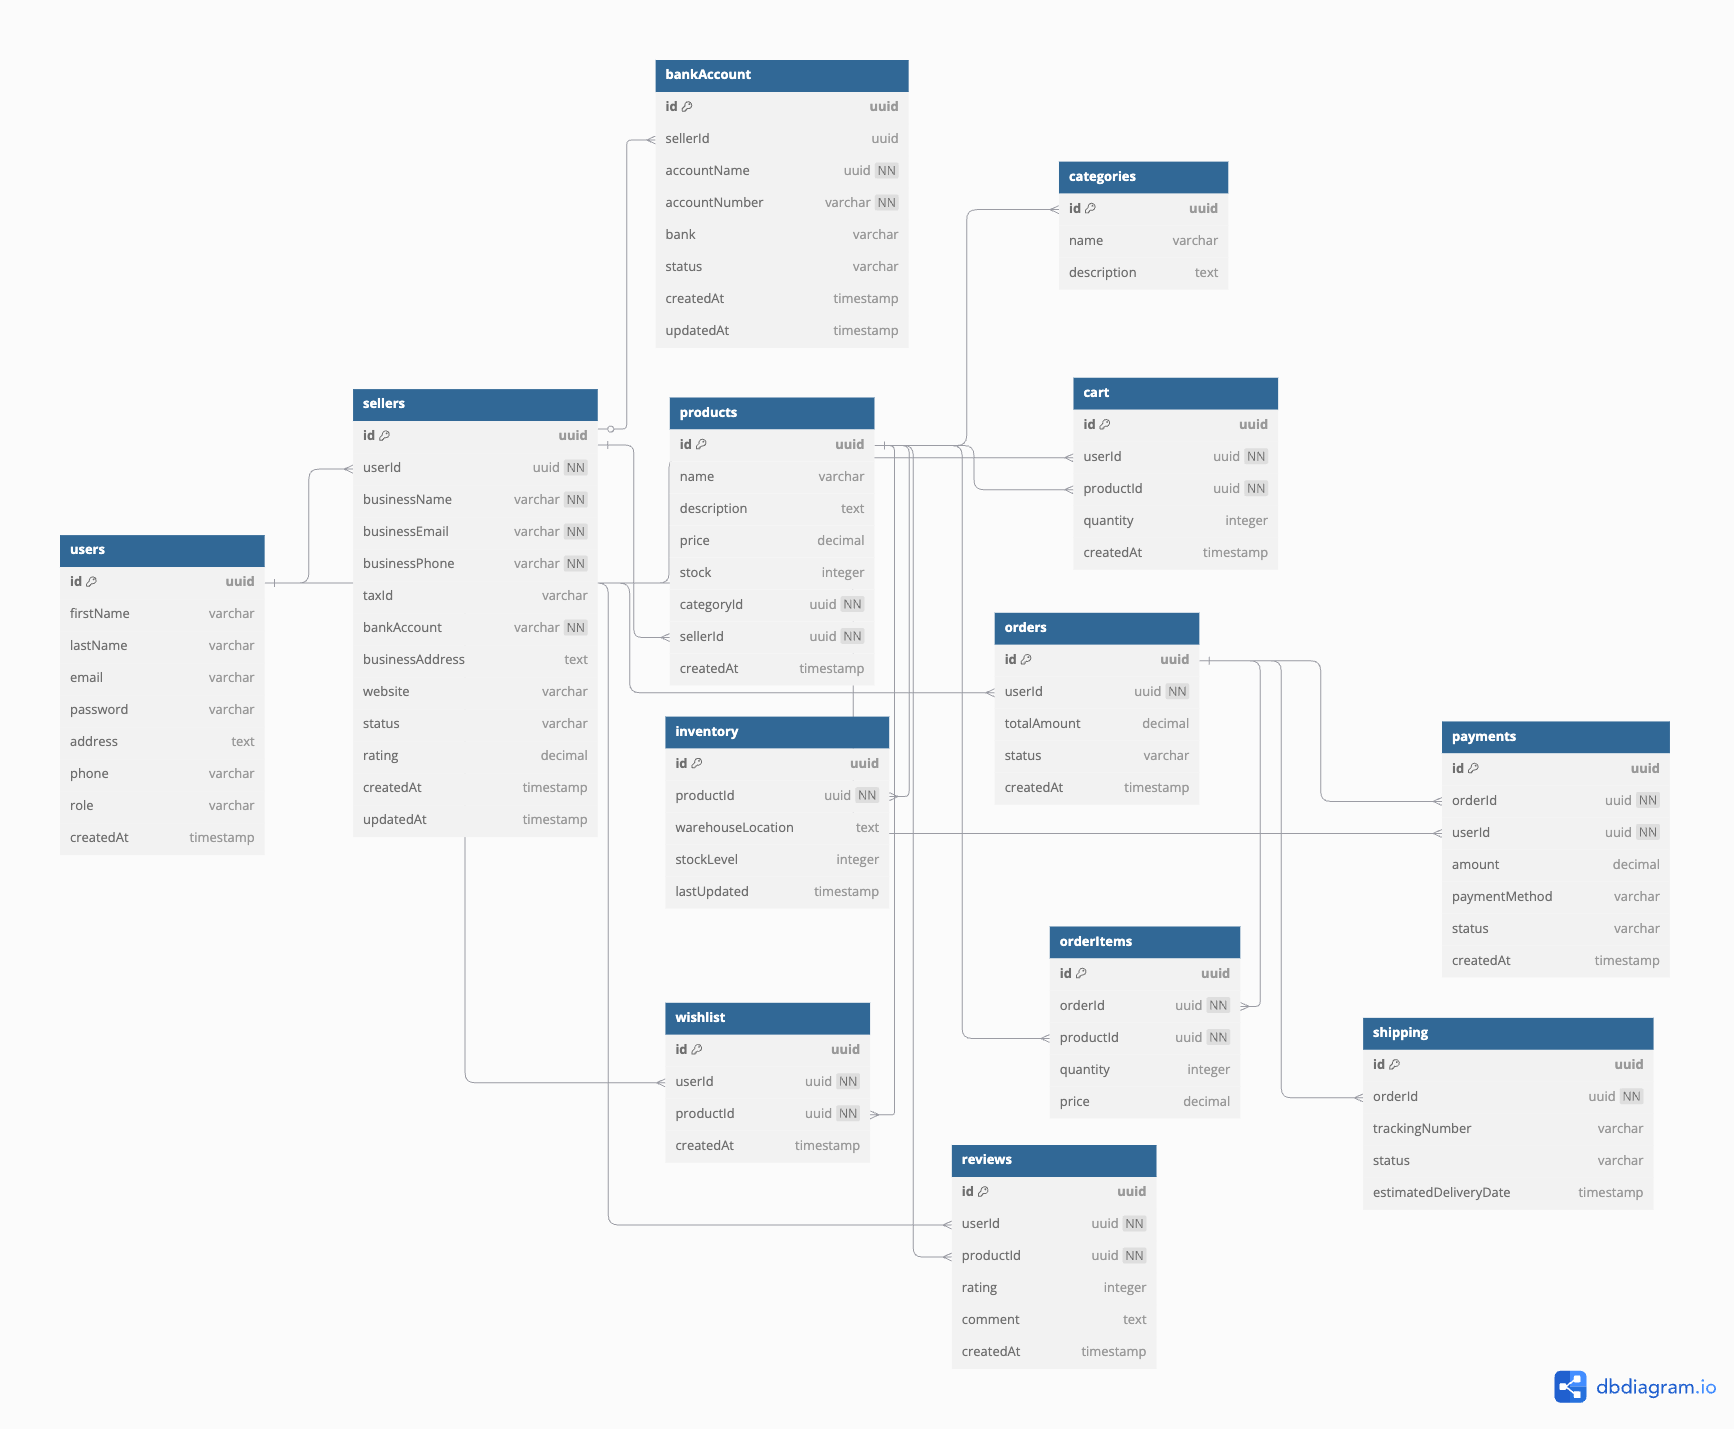 bankAccount
id uuid
sellerId uuid
accountName uuid NN
accountNumber varchar NN
bank varchar
status varchar
createdAt timestamp
updatedAt timestamp
categories
id uuid
name varchar
description text
sellers
id uuid
userId uuid NN
businessName varchar NN
businessEmail varchar NN
businessPhone varchar NN
taxId varchar
bankAccount varchar NN
businessAddress text
website varchar
status varchar
rating decimal
createdAt timestamp
updatedAt timestamp
products
id uuid
name varchar
description text
price decimal
stock integer
categoryId uuid NN
sellerId uuid NN
createdAt timestamp
cart
id uuid
userId uuid NN
productId uuid NN
quantity integer
createdAt timestamp
users
id uuid
firstName varchar
lastName varchar
email varchar
password varchar
address text
phone varchar
role varchar
createdAt timestamp
orders
id uuid
userId uuid NN
totalAmount decimal
status varchar
createdAt timestamp
inventory
id uuid
productId uuid NN
warehouseLocation text
stockLevel integer
lastUpdated timestamp
payments
id uuid
orderId uuid NN
userId uuid NN
amount decimal
paymentMethod varchar
status varchar
createdAt timestamp
orderItems
id uuid
orderId uuid NN
productId uuid NN
quantity integer
price decimal
wishlist
id uuid
userId uuid NN
productId uuid NN
createdAt timestamp
shipping
id uuid
orderId uuid NN
trackingNumber varchar
status varchar
estimatedDeliveryDate timestamp
reviews
id uuid
userId uuid NN
productId uuid NN
rating integer
comment text
createdAt timestamp
dbdiagram.io